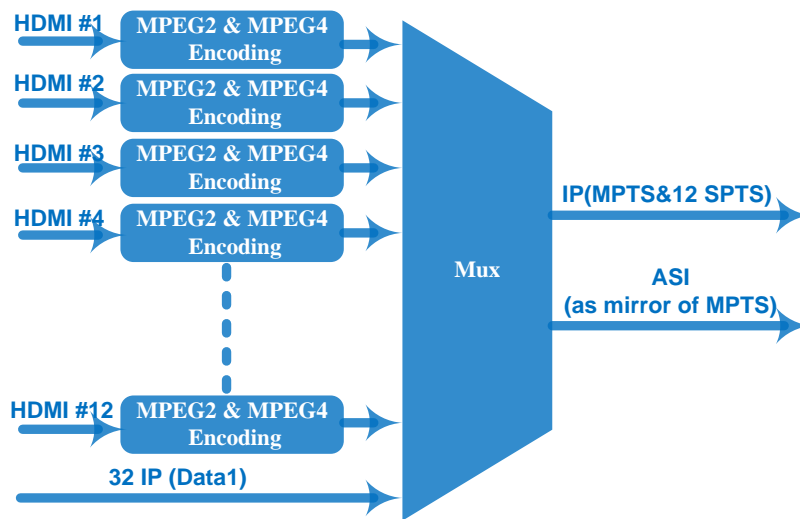 HDMI #1
MPEG2 & MPEG4
Encoding
HDMI #2
MPEG2 & MPEG4
Encoding
HDMI #3
MPEG2 & MPEG4
Encoding
HDMI #4
MPEG2 & MPEG4
Encoding
HDMI #12
MPEG2 & MPEG4
Encoding
32 IP (Data1)
Mux
IP(MPTS&12 SPTS)
ASI
(as mirror of MPTS)